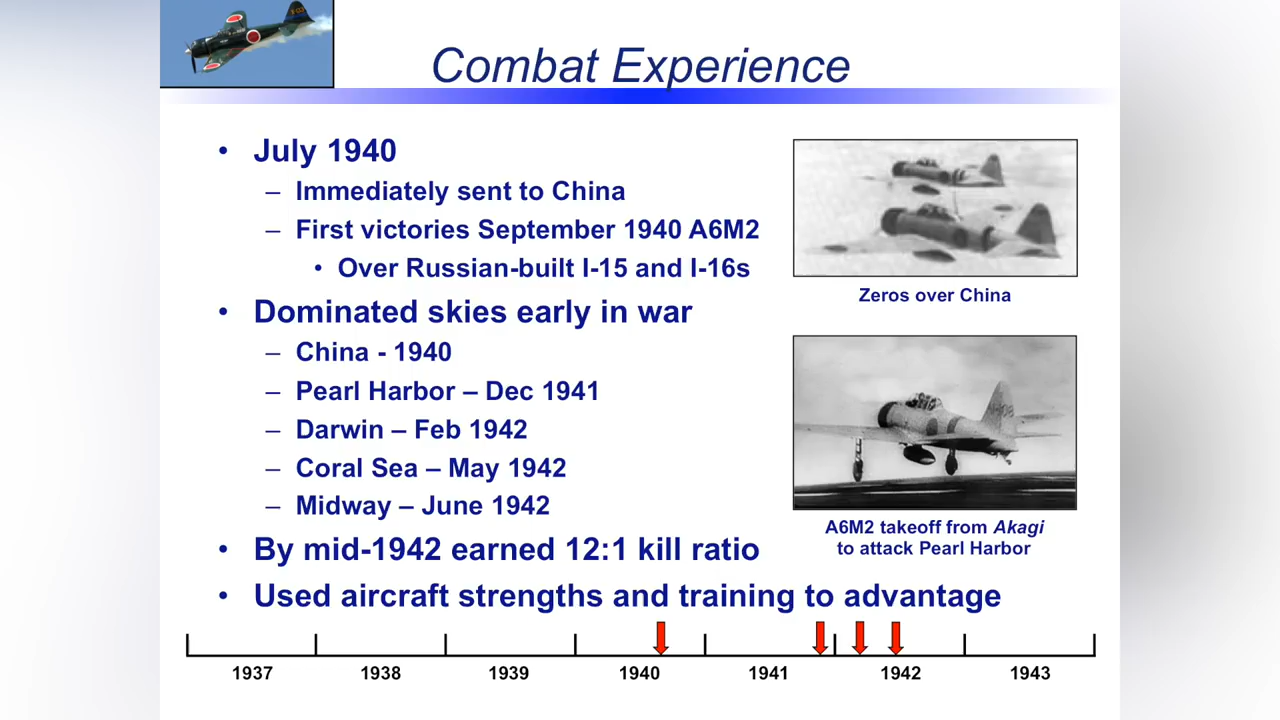 Combat Experience
• July 1940
– Immediately sent to China
– First victories September 1940 A6M2
• Over Russian-built I-15 and I-16s
• Dominated skies early in war
– China - 1940
– Pearl Harbor – Dec 1941
– Darwin – Feb 1942
– Coral Sea – May 1942
– Midway – June 1942
• By mid-1942 earned 12:1 kill ratio
• Used aircraft strengths and training to advantage
Zeros over China
A6M2 takeoff from Akagi
to attack Pearl Harbor
1937 1938 1939 1940 1941 1942 1943